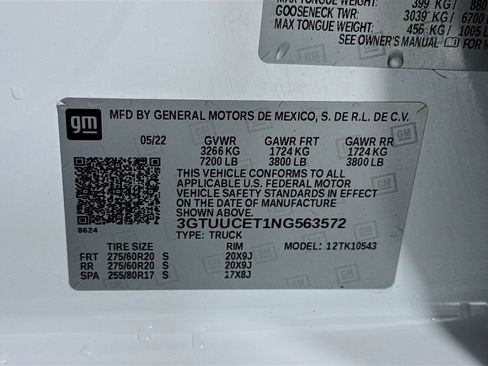 MAX TONGUE WEIGHT: 399 KG/ 880
GOOSENECK TWR: 3039 KG/ 6700
MAX TONGUE WEIGHT: 456 KG/ 1005
SEE OWNER'S MANUAL FOR MO
gm
MFD BY GENERAL MOTORS DE MEXICO, S. DE R.L. DE C.V.
05/22 GVWR GAWR FRT GAWR RR
3266 KG 1724 KG 1724 KG
7200 LB 3800 LB 3800 LB
THIS VEHICLE CONFORMS TO ALL
APPLICABLE U.S. FEDERAL MOTOR
VEHICLE SAFETY STANDARDS IN EFFECT
ON THE DATE OF MANUFACTURE
SHOWN ABOVE.
3GTUUCET1NG563572
8624
TYPE: TRUCK MODEL: 12TK10543
TIRE SIZE RIM
FRT 275/60R20 S 20X9J
RR 275/60R20 S 20X9J
SPA 255/80R17 S 17X8J